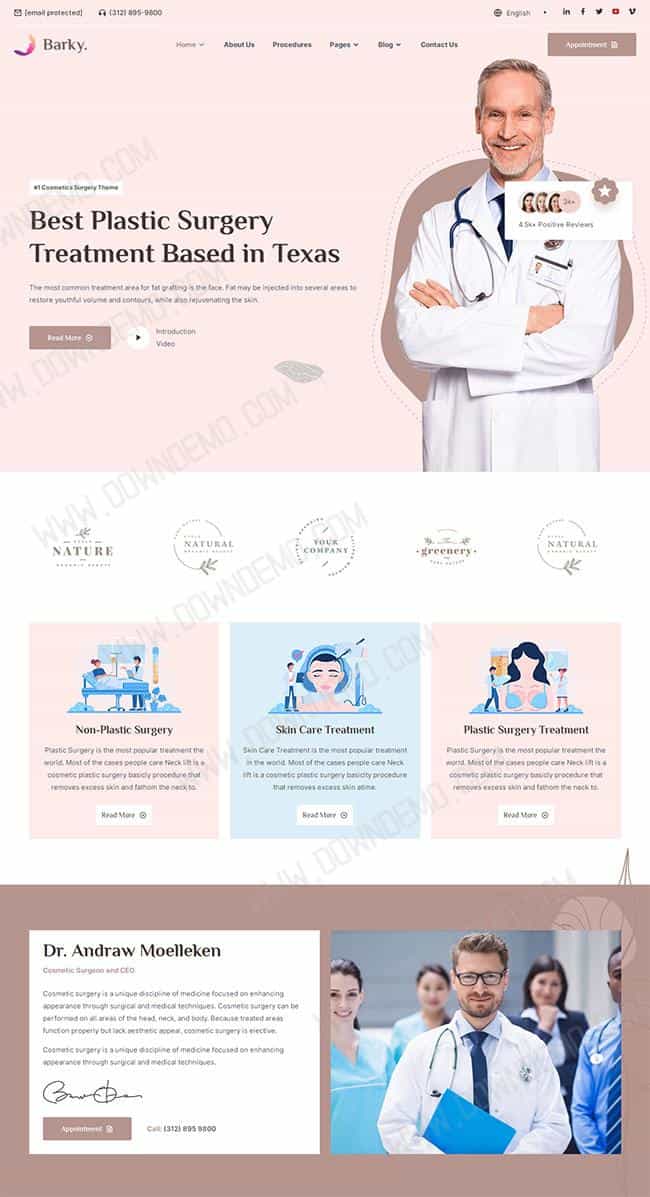 [email protected]
(312) 895-9800
English
Barky.
Home
About Us
Procedures
Pages
Blog
Contact Us
Appointment
#1 Cosmetics Surgery Theme
Best Plastic Surgery
Treatment Based in Texas
The most common treatment area for fat grafting is the face. Fat may be injected into several areas to
restore youthful volume and contours, while also rejuvenating the skin.
Read More
Introduction
Video
3k+
4.5k+ Positive Reviews
NATURE
ORGANIC BEAUTY
NATURAL
ORGANIC BEAUTY
BRANDING
YOUR
COMPANY
The
greenery
PURE NATURE
NATURAL
ORGANIC BEAUTY
Non-Plastic Surgery
Plastic Surgery is the most popular treatment the
world. Most of the cases people care Neck lift is a
cosmetic plastic surgery basicly procedure that
removes excess skin and fathom the neck to.
Read More
Skin Care Treatment
Skin Care Treatment is the most popular treatment
in the world. Most of the cases people care Neck
lift is a cosmetic plastic surgery basicly procedure
that removes excess skin atime.
Read More
Plastic Surgery Treatment
Plastic Surgery is the most popular treatment the
world. Most of the cases people care Neck lift is a
cosmetic plastic surgery basicly procedure that
removes excess skin and fathom the neck to.
Read More
Dr. Andraw Moelleken
Cosmetic Surgeon and CEO
Cosmetic surgery is a unique discipline of medicine focused on enhancing
appearance through surgical and medical techniques. Cosmetic surgery can be
performed on all areas of the head, neck, and body. Because treated areas
function properly but lack aesthetic appeal, cosmetic surgery is elective.
Cosmetic surgery is a unique discipline of medicine focused on enhancing
appearance through surgical and medical techniques.
Appointment
Call: (312) 895 9800
WWW.DOWNDEMO.COM